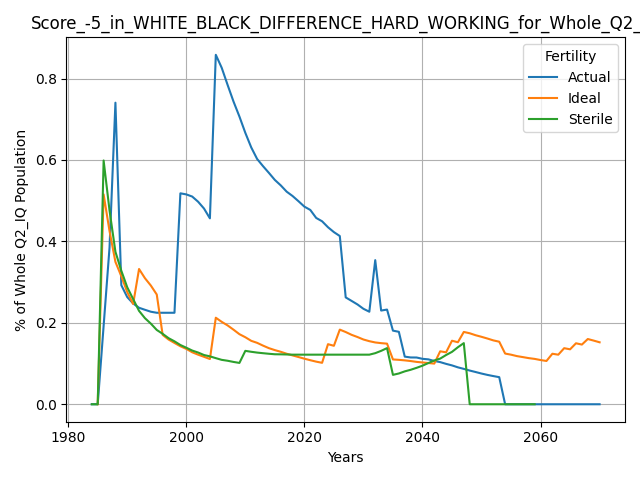 Score_-5_in_WHITE_BLACK_DIFFERENCE_HARD_WORKING_for_Whole_Q2_
Fertility
Actual
Ideal
Sterile
% of Whole Q2_IQ Population
0.8
0.6
0.4
0.2
0.0
1980
2000
2020
2040
2060
Years